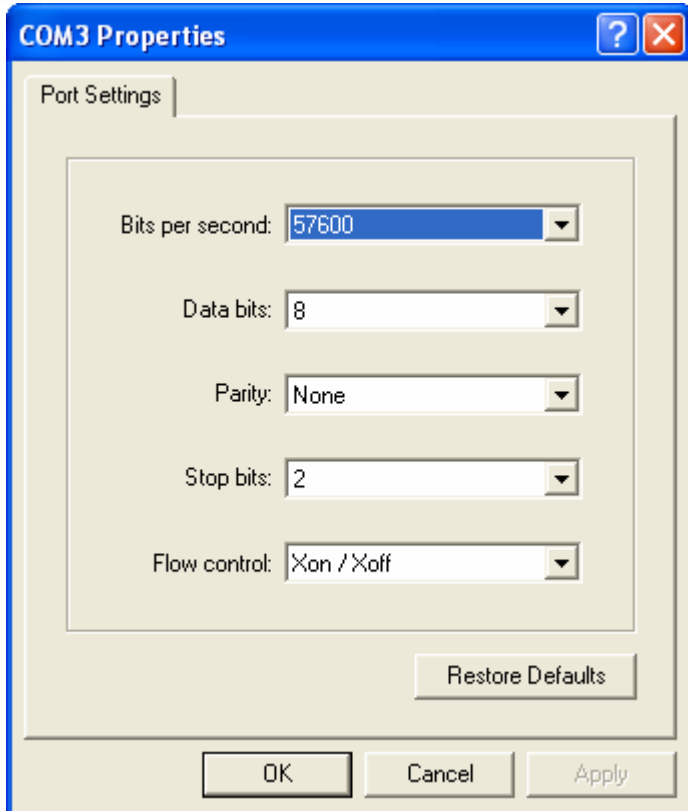 COM3 Properties
Port Settings
Bits per second: 57600
Data bits: 8
Parity: None
Stop bits: 2
Flow control: Xon / Xoff
Restore Defaults
OK Cancel Apply